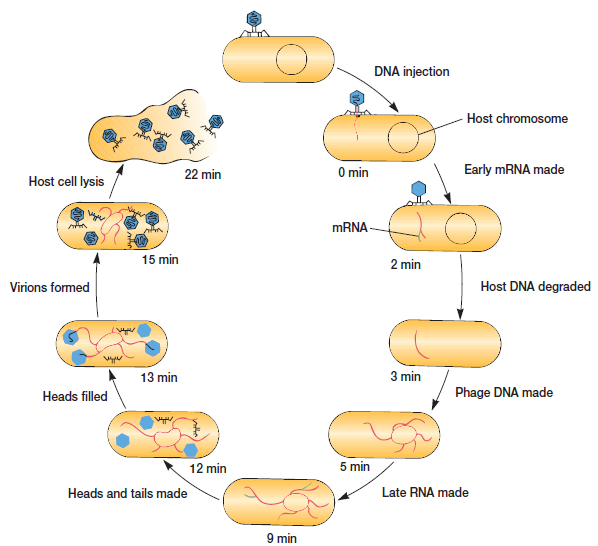 DNA injection
Host chromosome
0 min
Early mRNA made
mRNA
2 min
Host DNA degraded
3 min
Phage DNA made
5 min
Late RNA made
9 min
Heads and tails made
12 min
Heads filled
13 min
Virions formed
15 min
Host cell lysis
22 min